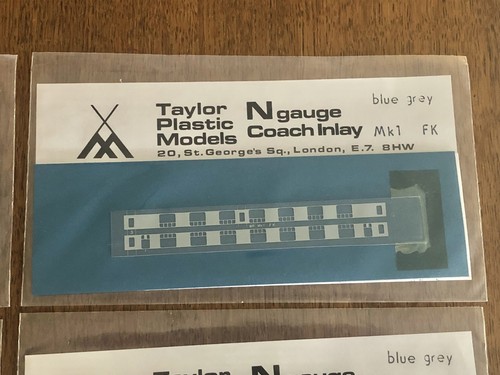 Taylor
Plastic
Models
N gauge
Coach Inlay
20, St. George's Sq., London, E.7. 8HW
blue grey
Mk1 FK
blue grey
Taylor N gauge